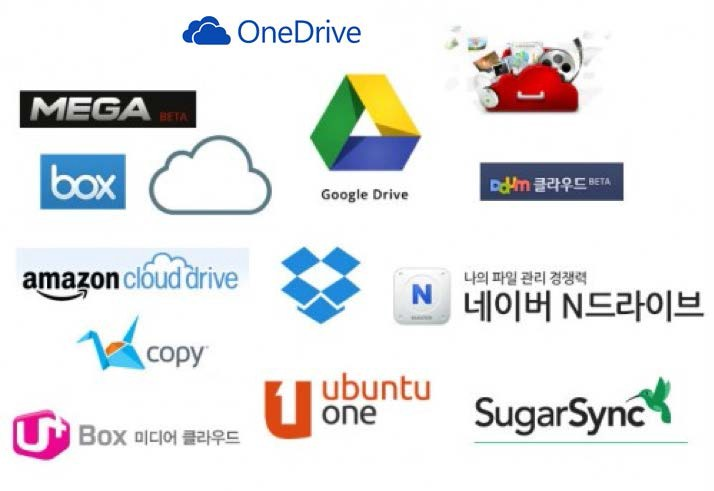 OneDrive
MEGA BETA
Google Drive
box
Daum 클라우드 BETA
amazon cloud drive
나의 파일 관리 경쟁력
N 네이버 N드라이브
copy
ubuntu
one
U+ Box 미디어 클라우드
SugarSync